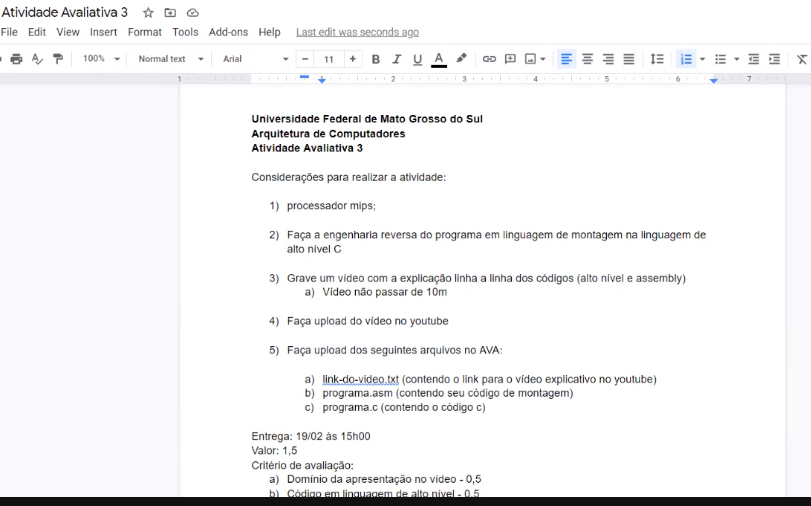 Atividade Avaliativa 3
File Edit View Insert Format Tools Add-ons Help Last edit was seconds ago
100% Normal text Arial 11 B I U A
1 2 3 4 5 6 7
Universidade Federal de Mato Grosso do Sul
Arquitetura de Computadores
Atividade Avaliativa 3
Considerações para realizar a atividade:
1) processador mips;
2) Faça a engenharia reversa do programa em linguagem de montagem na linguagem de
alto nível C
3) Grave um vídeo com a explicação linha a linha dos códigos (alto nível e assembly)
a) Vídeo não passar de 10m
4) Faça upload do vídeo no youtube
5) Faça upload dos seguintes arquivos no AVA:
a) link-do-video.txt (contendo o link para o vídeo explicativo no youtube)
b) programa.asm (contendo seu código de montagem)
c) programa.c (contendo o código c)
Entrega: 19/02 às 15h00
Valor: 1,5
Critério de avaliação:
a) Domínio da apresentação no vídeo - 0,5
b) Código em linguagem de alto nível - 0,5